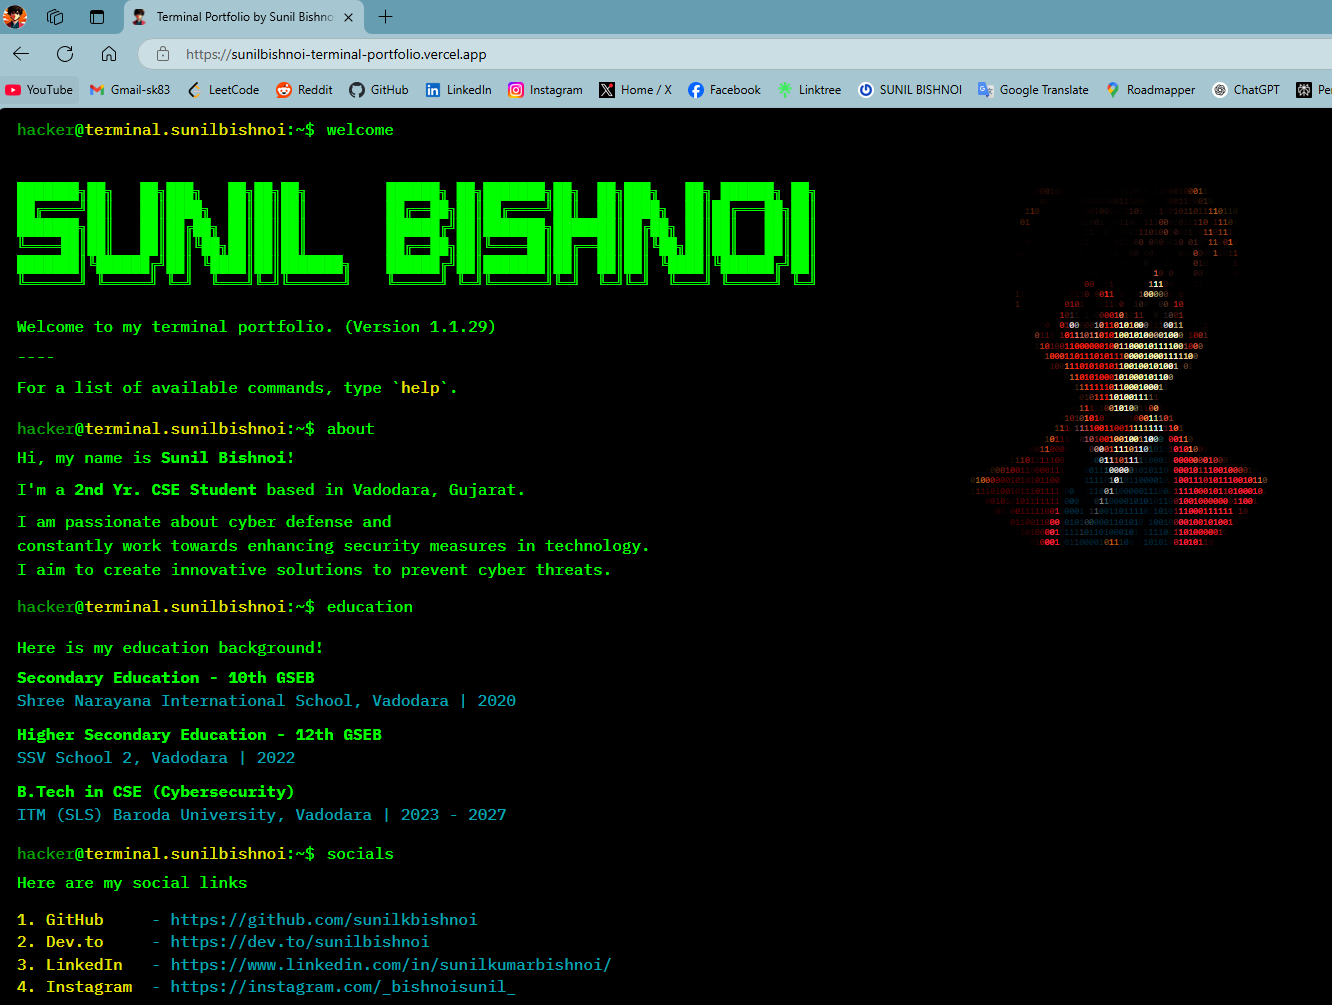 Terminal Portfolio by Sunil Bishno
https://sunilbishnoi-terminal-portfolio.vercel.app
YouTube Gmail-sk83 LeetCode Reddit GitHub LinkedIn Instagram Home / X Facebook Linktree SUNIL BISHNOI Google Translate Roadmapper ChatGPT Pe
hacker@terminal.sunilbishnoi:~$ welcome
SUNIL BISHNOI
Welcome to my terminal portfolio. (Version 1.1.29)
----
For a list of available commands, type `help`.
hacker@terminal.sunilbishnoi:~$ about
Hi, my name is Sunil Bishnoi!
I'm a 2nd Yr. CSE Student based in Vadodara, Gujarat.
I am passionate about cyber defense and
constantly work towards enhancing security measures in technology.
I aim to create innovative solutions to prevent cyber threats.
hacker@terminal.sunilbishnoi:~$ education
Here is my education background!
Secondary Education - 10th GSEB
Shree Narayana International School, Vadodara | 2020
Higher Secondary Education - 12th GSEB
SSV School 2, Vadodara | 2022
B.Tech in CSE (Cybersecurity)
ITM (SLS) Baroda University, Vadodara | 2023 - 2027
hacker@terminal.sunilbishnoi:~$ socials
Here are my social links
1. GitHub - https://github.com/sunilkbishnoi
2. Dev.to - https://dev.to/sunilbishnoi
3. LinkedIn - https://www.linkedin.com/in/sunilkumarbishnoi/
4. Instagram - https://instagram.com/_bishnoisunil_